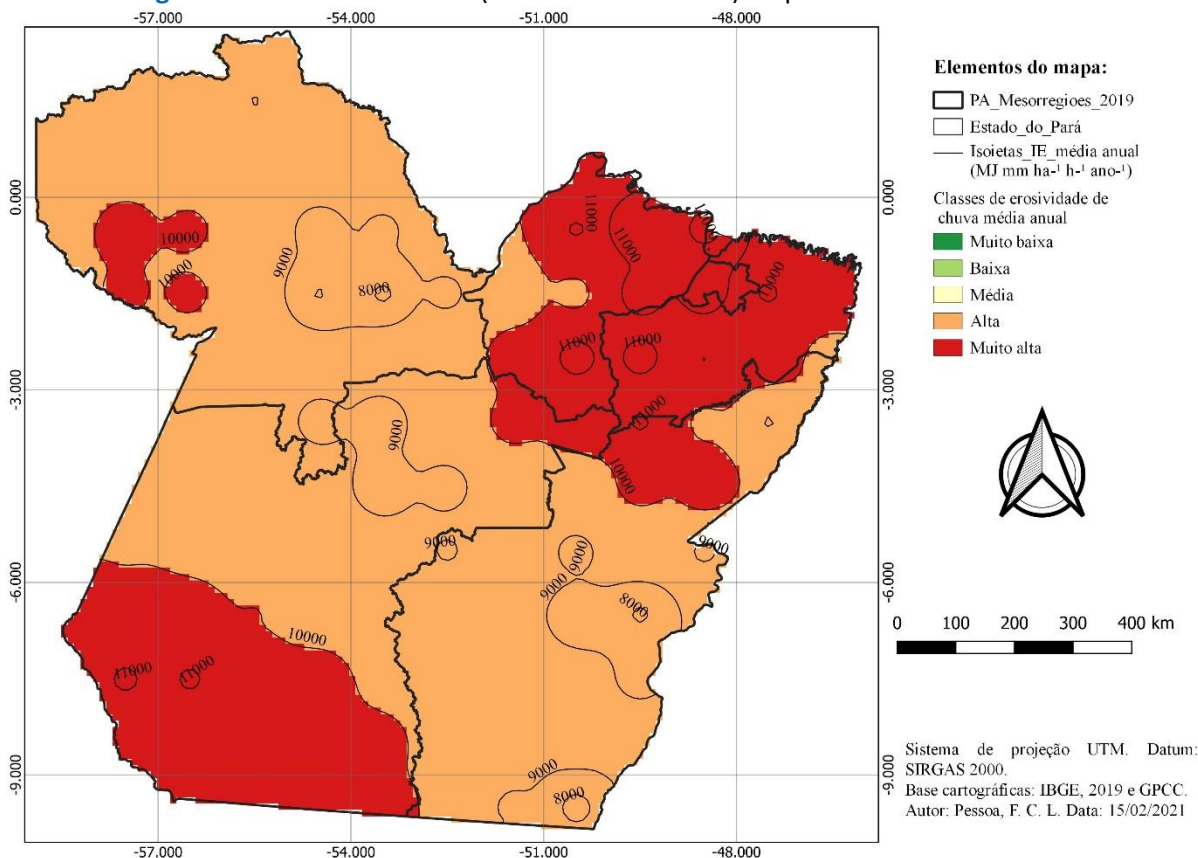 -57.000 -54.000 -51.000 -48.000
0.000
-3.000
-6.000
-9.000
10000
10000
9000
8000
11000
11000
11000
11000
11000
11000
10000
9000
9000
9000
9000
9000
8000
10000
11000
11000
9000
8000
0.000
-3.000
-6.000
-9.000
-57.000 -54.000 -51.000 -48.000
Elementos do mapa:
PA_Mesorregioes_2019
Estado_do_Pará
Isoietas_IE_média anual
(MJ mm ha-¹ h-¹ ano-¹)
Classes de erosividade de
chuva média anual
Muito baixa
Baixa
Média
Alta
Muito alta
0 100 200 300 400 km
Sistema de projeção UTM. Datum:
SIRGAS 2000.
Base cartográficas: IBGE, 2019 e GPCC.
Autor: Pessoa, F. C. L. Data: 15/02/2021